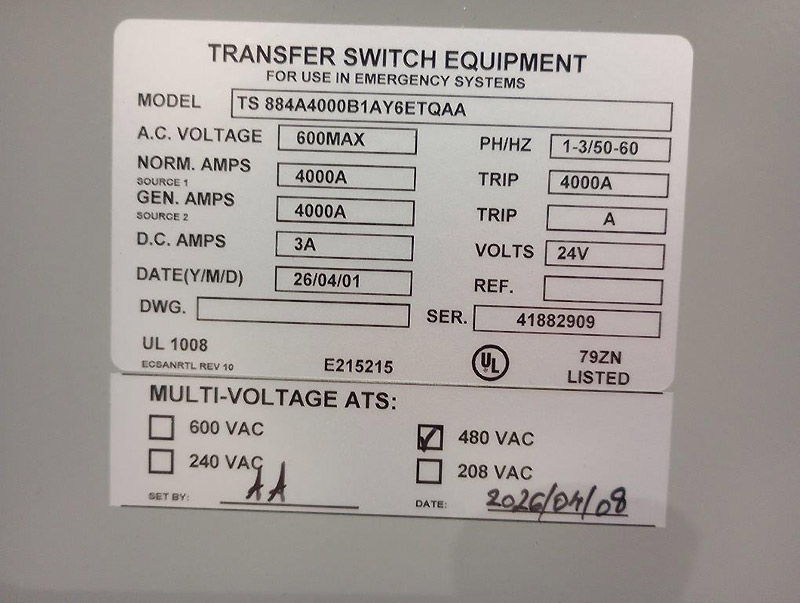 TRANSFER SWITCH EQUIPMENT
FOR USE IN EMERGENCY SYSTEMS
MODEL TS 884A4000B1AY6ETQAA
A.C. VOLTAGE 600MAX PH/HZ 1-3/50-60
NORM. AMPS 4000A TRIP 4000A
SOURCE 1
GEN. AMPS 4000A TRIP A
SOURCE 2
D.C. AMPS 3A VOLTS 24V
DATE(Y/M/D) 26/04/01 REF.
DWG. SER. 41882909
UL 1008 79ZN
ECSANRTL REV 10 E215215 UL LISTED
MULTI-VOLTAGE ATS:
600 VAC 480 VAC
240 VAC 208 VAC
SET BY: AA DATE: 2026/04/08